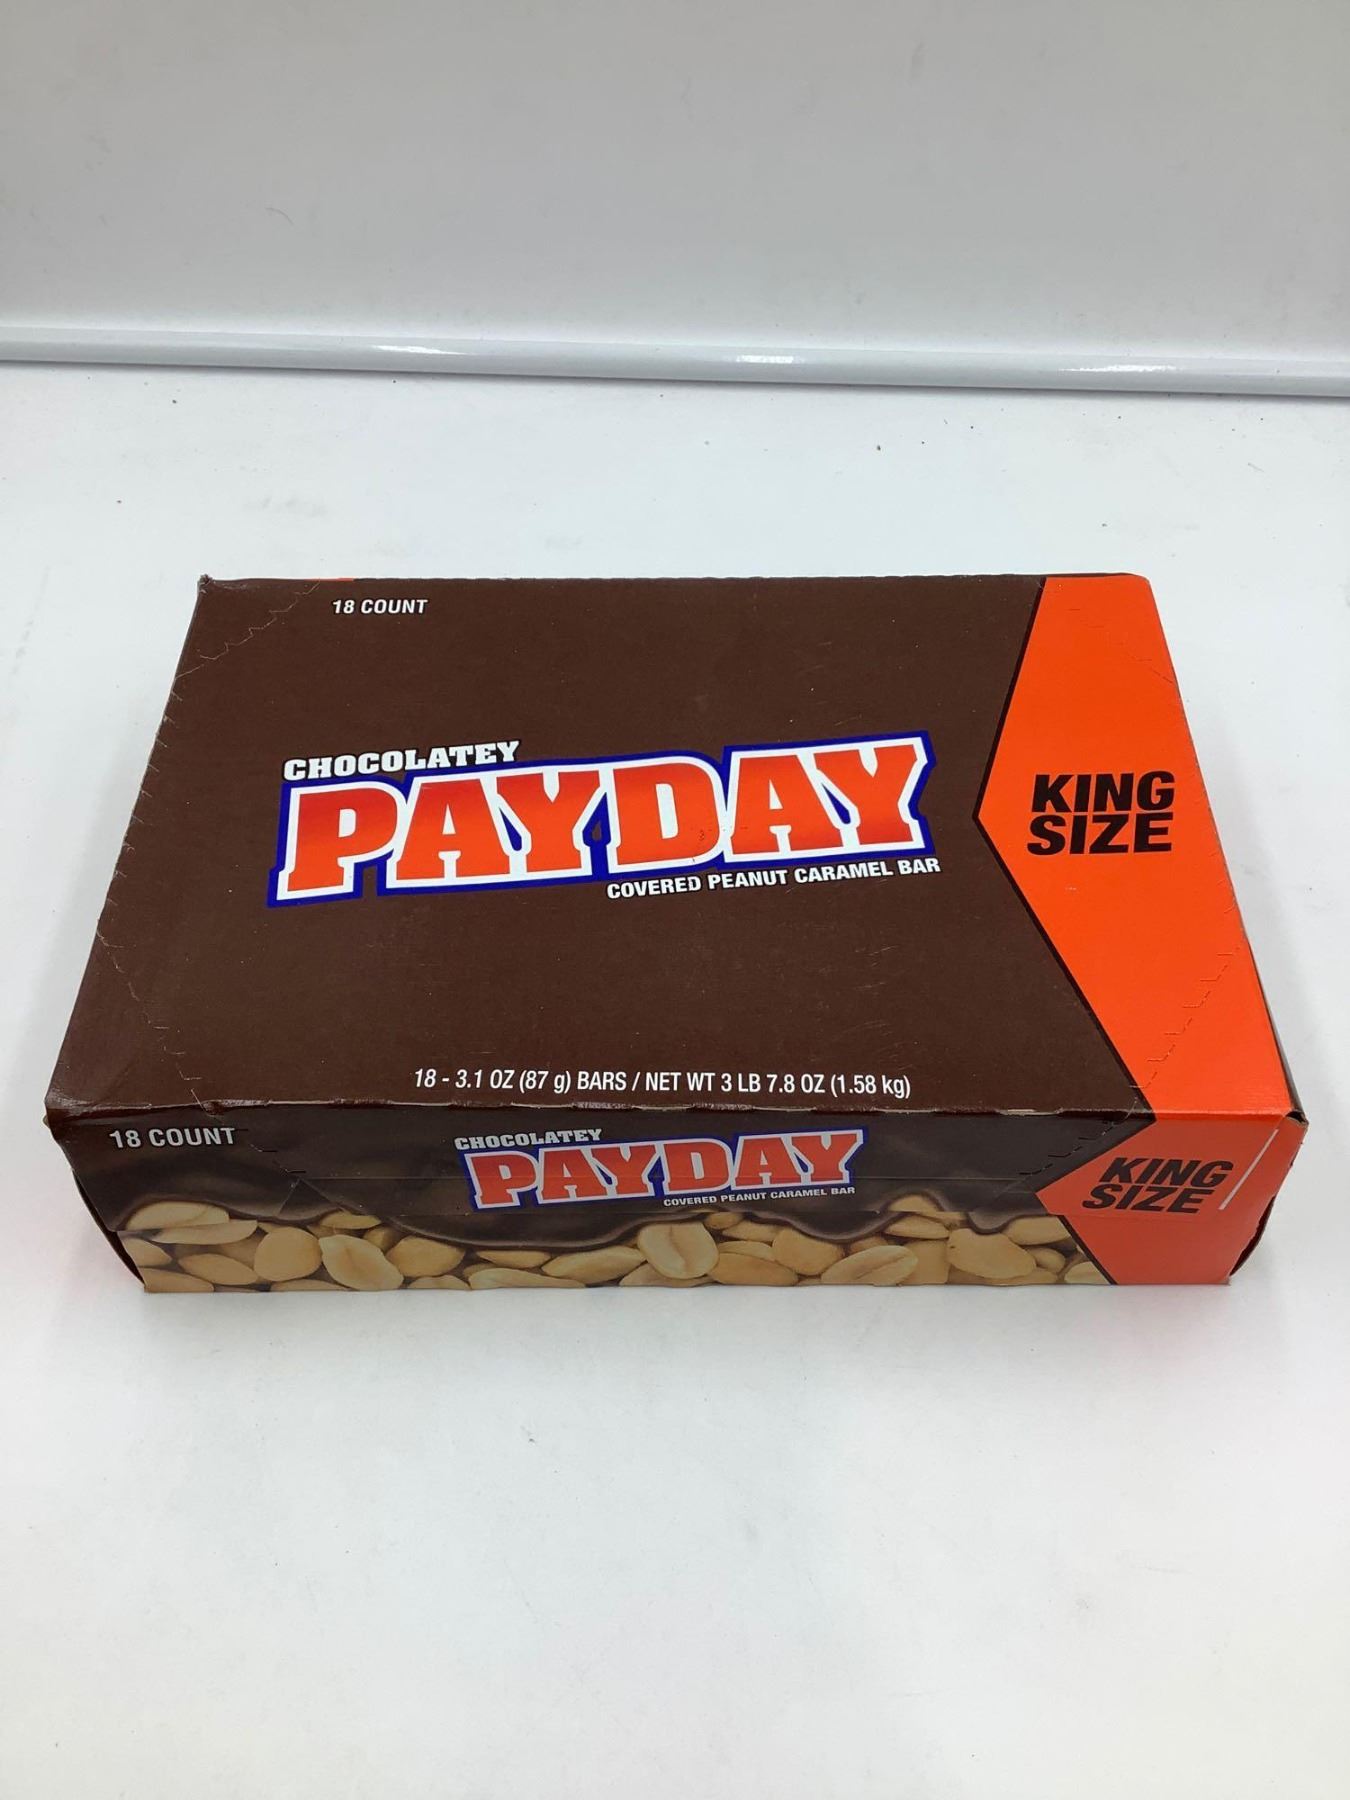 18 COUNT
CHOCOLATEY
PAYDAY
COVERED PEANUT CARAMEL BAR
KING
SIZE
18 - 3.1 OZ (87 g) BARS / NET WT 3 LB 7.8 OZ (1.58 kg)
18 COUNT
CHOCOLATEY
PAYDAY
COVERED PEANUT CARAMEL BAR
KING
SIZE